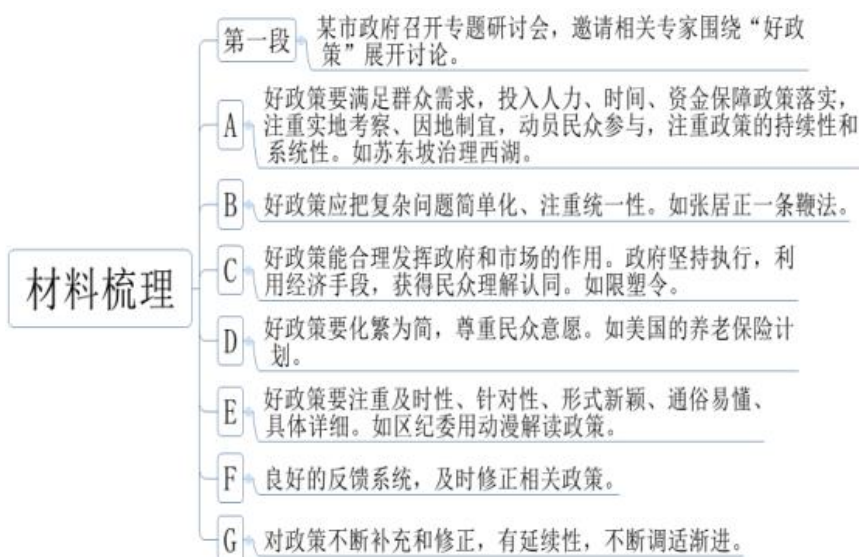 材料梳理
第一段
某市政府召开专题研讨会，邀请相关专家围绕“好政
策”展开讨论。
A
好政策要满足群众需求，投入人力、时间、资金保障政策落实，
注重实地考察、因地制宜，动员民众参与，注重政策的持续性和
系统性。如苏东坡治理西湖。
B
好政策应把复杂问题简单化、注重统一性。如张居正一条鞭法。
C
好政策能合理发挥政府和市场的作用。政府坚持执行，利
用经济手段，获得民众理解认同。如限塑令。
D
好政策要化繁为简，尊重民众意愿。如美国的养老保险计
划。
E
好政策要注重及时性、针对性、形式新颖、通俗易懂、
具体详细。如区纪委用动漫解读政策。
F
良好的反馈系统，及时修正相关政策。
G
对政策不断补充和修正，有延续性，不断调适渐进。